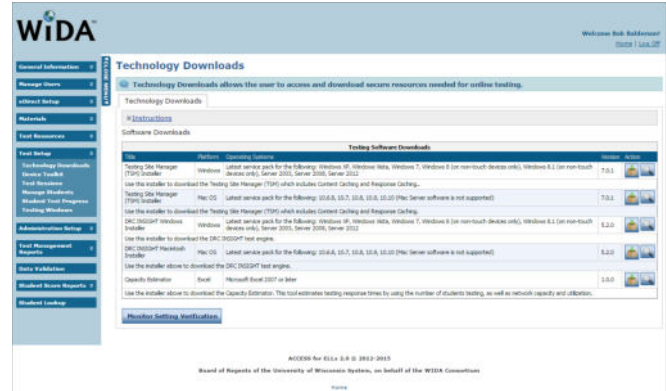 WiDA
Welcome Bob Balderson!
Home | Log Off
General Information
Manage Users
eDirect Setup
Materials
Test Resources
Test Setup
Technology Downloads
Device Toolkit
Test Sessions
Manage Students
Student Test Progress
Testing Windows
Administration Setup
Test Management
Reports
Data Validation
Student Score Reports
Student Lookup
CLOSE MENU
Technology Downloads
Technology Downloads allows the user to access and download secure resources needed for online testing.
Technology Downloads
Instructions
Software Downloads
Testing Software Downloads
Title Platform Operating Systems Version Action
Testing Site Manager (TSM) Installer Windows Latest service pack for the following: Windows XP, Windows Vista, Windows 7, Windows 8 (on non-touch devices only), Windows 8.1 (on non-touch devices only), Server 2003, Server 2008, Server 2012 7.0.1
Use this installer to download the Testing Site Manager (TSM) which includes Content Caching and Response Caching.
Testing Site Manager (TSM) Installer Mac OS Latest service pack for the following: 10.6.8, 10.7, 10.8, 10.9, 10.10 (Mac Server software is not supported) 7.0.1
Use this installer to download the Testing Site Manager (TSM) which includes Content Caching and Response Caching.
DRC INSIGHT Windows Installer Windows Latest service pack for the following: Windows XP, Windows Vista, Windows 7, Windows 8 (on non-touch devices only), Windows 8.1 (on non-touch devices only), Server 2003, Server 2008, Server 2012 5.2.0
Use the installer to download the DRC INSIGHT test engine.
DRC INSIGHT Macintosh Installer Mac OS Latest service pack for the following: 10.6.8, 10.7, 10.8, 10.9, 10.10 (Mac Server software is not supported) 5.2.0
Use the installer above to download the DRC INSIGHT test engine.
Capacity Estimator Excel Microsoft Excel 2007 or later 1.0.0
Use the installer above to download the Capacity Estimator. This tool estimates testing response times by using the number of students testing, as well as network capacity and utilization.
Monitor Setting Verification
ACCESS for ELLs 2.0 © 2012-2015
Board of Regents of the University of Wisconsin System, on behalf of the WIDA Consortium
Home